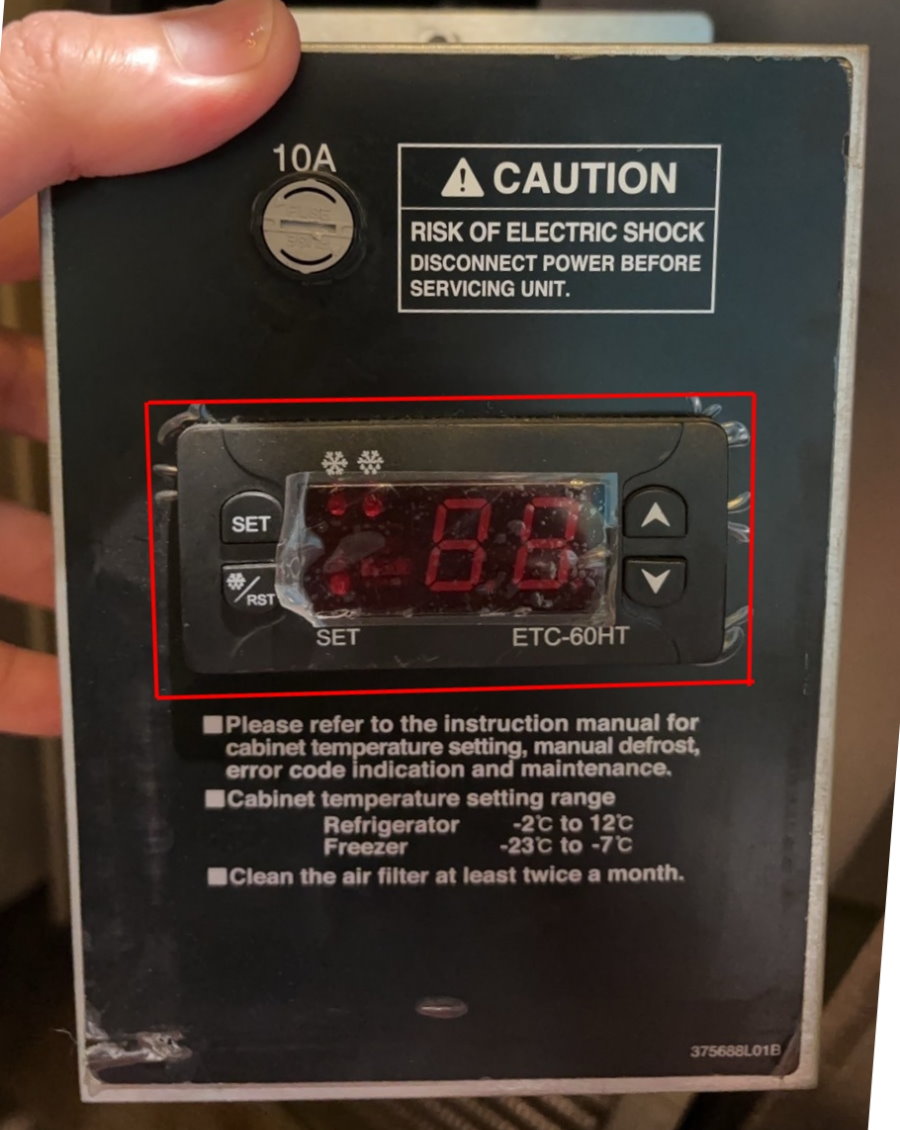 10A
FUSE
⚠ CAUTION
RISK OF ELECTRIC SHOCK
DISCONNECT POWER BEFORE
SERVICING UNIT.
SET
/RST
88
SET ETC-60HT
■Please refer to the instruction manual for
cabinet temperature setting, manual defrost,
error code indication and maintenance.
■Cabinet temperature setting range
Refrigerator -2℃ to 12℃
Freezer -23℃ to -7℃
■Clean the air filter at least twice a month.
375688L01B